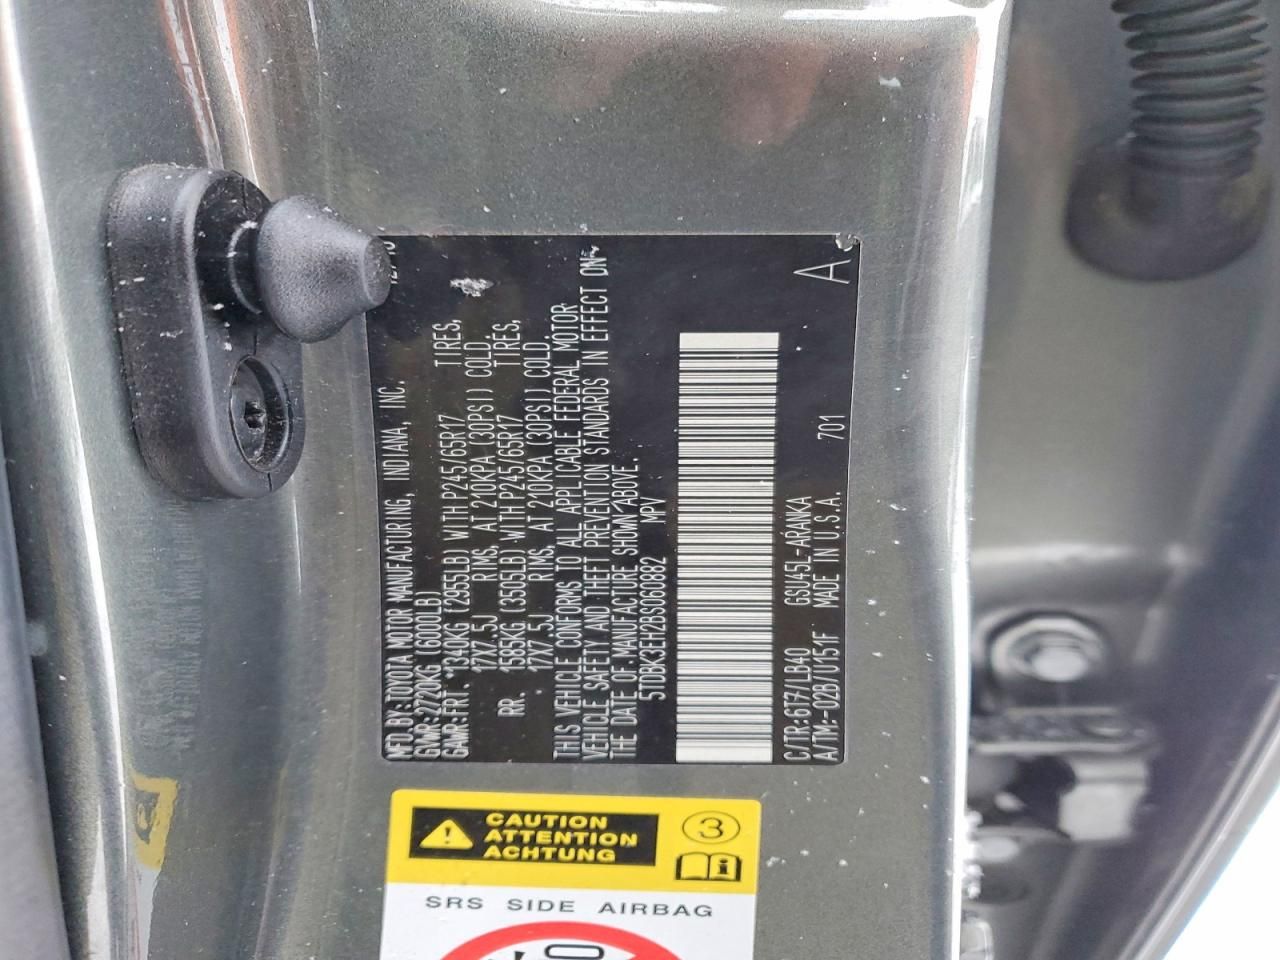 MFD.BY:TOYOTA MOTOR MANUFACTURING, INDIANA, INC.
GVWR:2720KG (6000LB)
GAWR:FRT. 1340KG (2955LB) WITH P245/65R17 TIRES,
17X7.5J RIMS, AT 210KPA (30PSI) COLD.
RR. 1595KG (3505LB) WITH P245/65R17 TIRES,
17X7.5J RIMS, AT 210KPA (30PSI) COLD.
THIS VEHICLE CONFORMS TO ALL APPLICABLE FEDERAL MOTOR
VEHICLE SAFETY AND THEFT PREVENTION STANDARDS IN EFFECT ON
THE DATE OF MANUFACTURE SHOWN ABOVE.
5TDBK3EH2BS060882 MPV
C/TR:6T7/LB40 GSU45L-ARANKA
A/TM:-02B/U151F MADE IN U.S.A. 701 A
CAUTION
ATTENTION
ACHTUNG
3
i
SRS SIDE AIRBAG